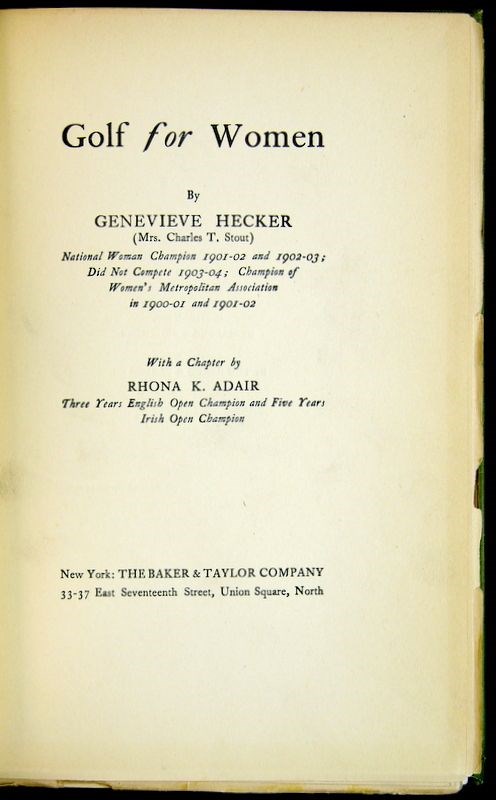 Golf for Women
By
GENEVIEVE HECKER
(Mrs. Charles T. Stout)
National Woman Champion 1901-02 and 1902-03;
Did Not Compete 1903-04; Champion of
Women's Metropolitan Association
in 1900-01 and 1901-02
With a Chapter by
RHONA K. ADAIR
Three Years English Open Champion and Five Years
Irish Open Champion
New York: THE BAKER & TAYLOR COMPANY
33-37 East Seventeenth Street, Union Square, North